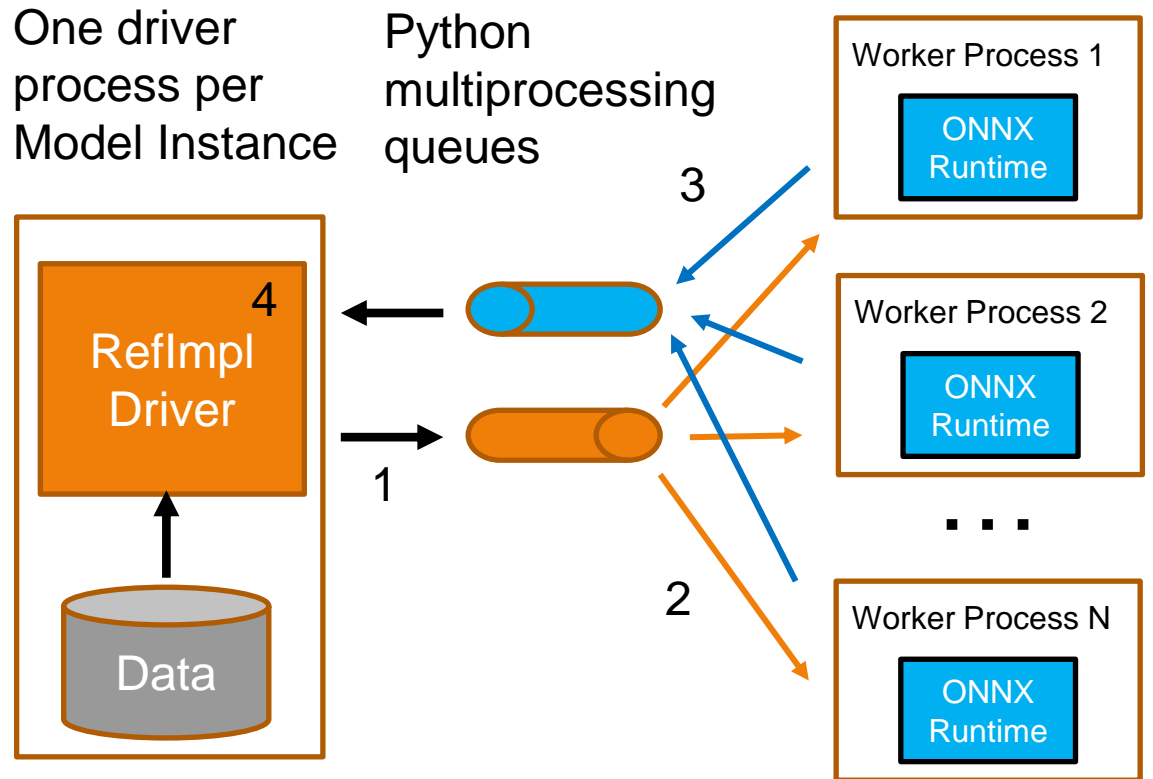 One driver
process per
Model Instance
Python
multiprocessing
queues
Worker Process 1
ONNX
Runtime
3
4
RefImpl
Driver
1
Data
Worker Process 2
ONNX
Runtime
. . .
2
Worker Process N
ONNX
Runtime